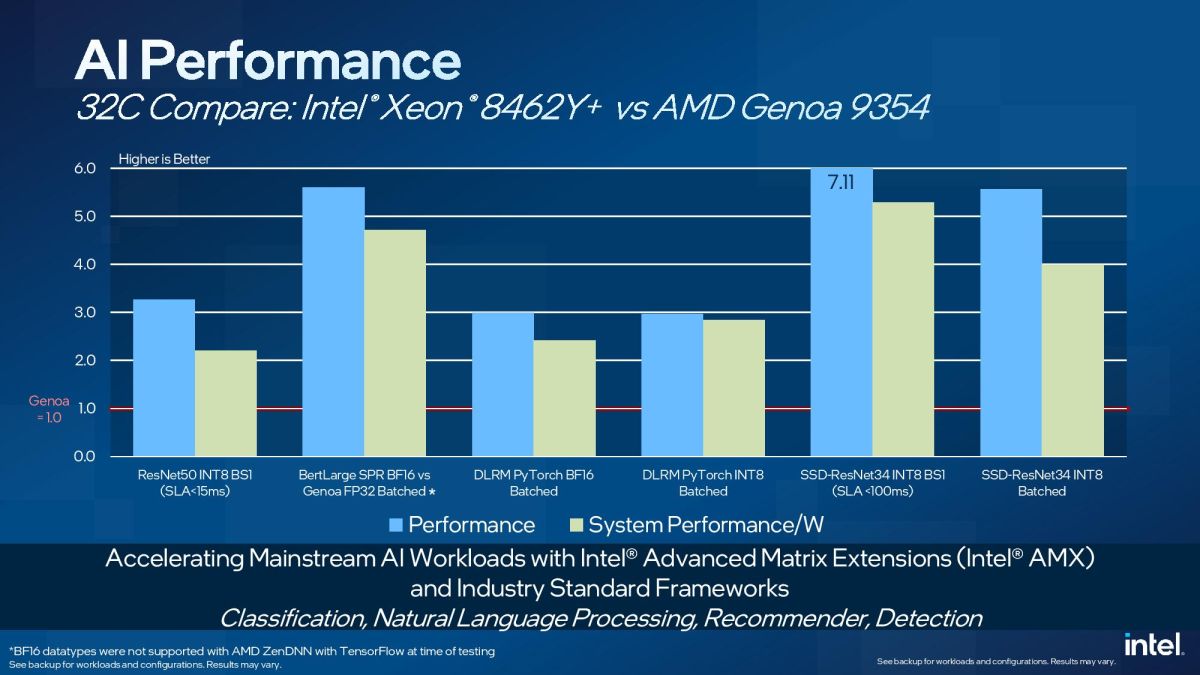 AI Performance
32C Compare: Intel® Xeon® 8462Y+ vs AMD Genoa 9354
Higher is Better
6.0
5.0
4.0
3.0
2.0
Genoa
= 1.0
1.0
0.0
7.11
ResNet50 INT8 BS1
(SLA<15ms)
BertLarge SPR BF16 vs
Genoa FP32 Batched *
DLRM PyTorch BF16
Batched
DLRM PyTorch INT8
Batched
SSD-ResNet34 INT8 BS1
(SLA <100ms)
SSD-ResNet34 INT8
Batched
Performance
System Performance/W
Accelerating Mainstream AI Workloads with Intel® Advanced Matrix Extensions (Intel® AMX)
and Industry Standard Frameworks
Classification, Natural Language Processing, Recommender, Detection
*BF16 datatypes were not supported with AMD ZenDNN with TensorFlow at time of testing
See backup for workloads and configurations. Results may vary.
See backup for workloads and configurations. Results may vary.
intel.